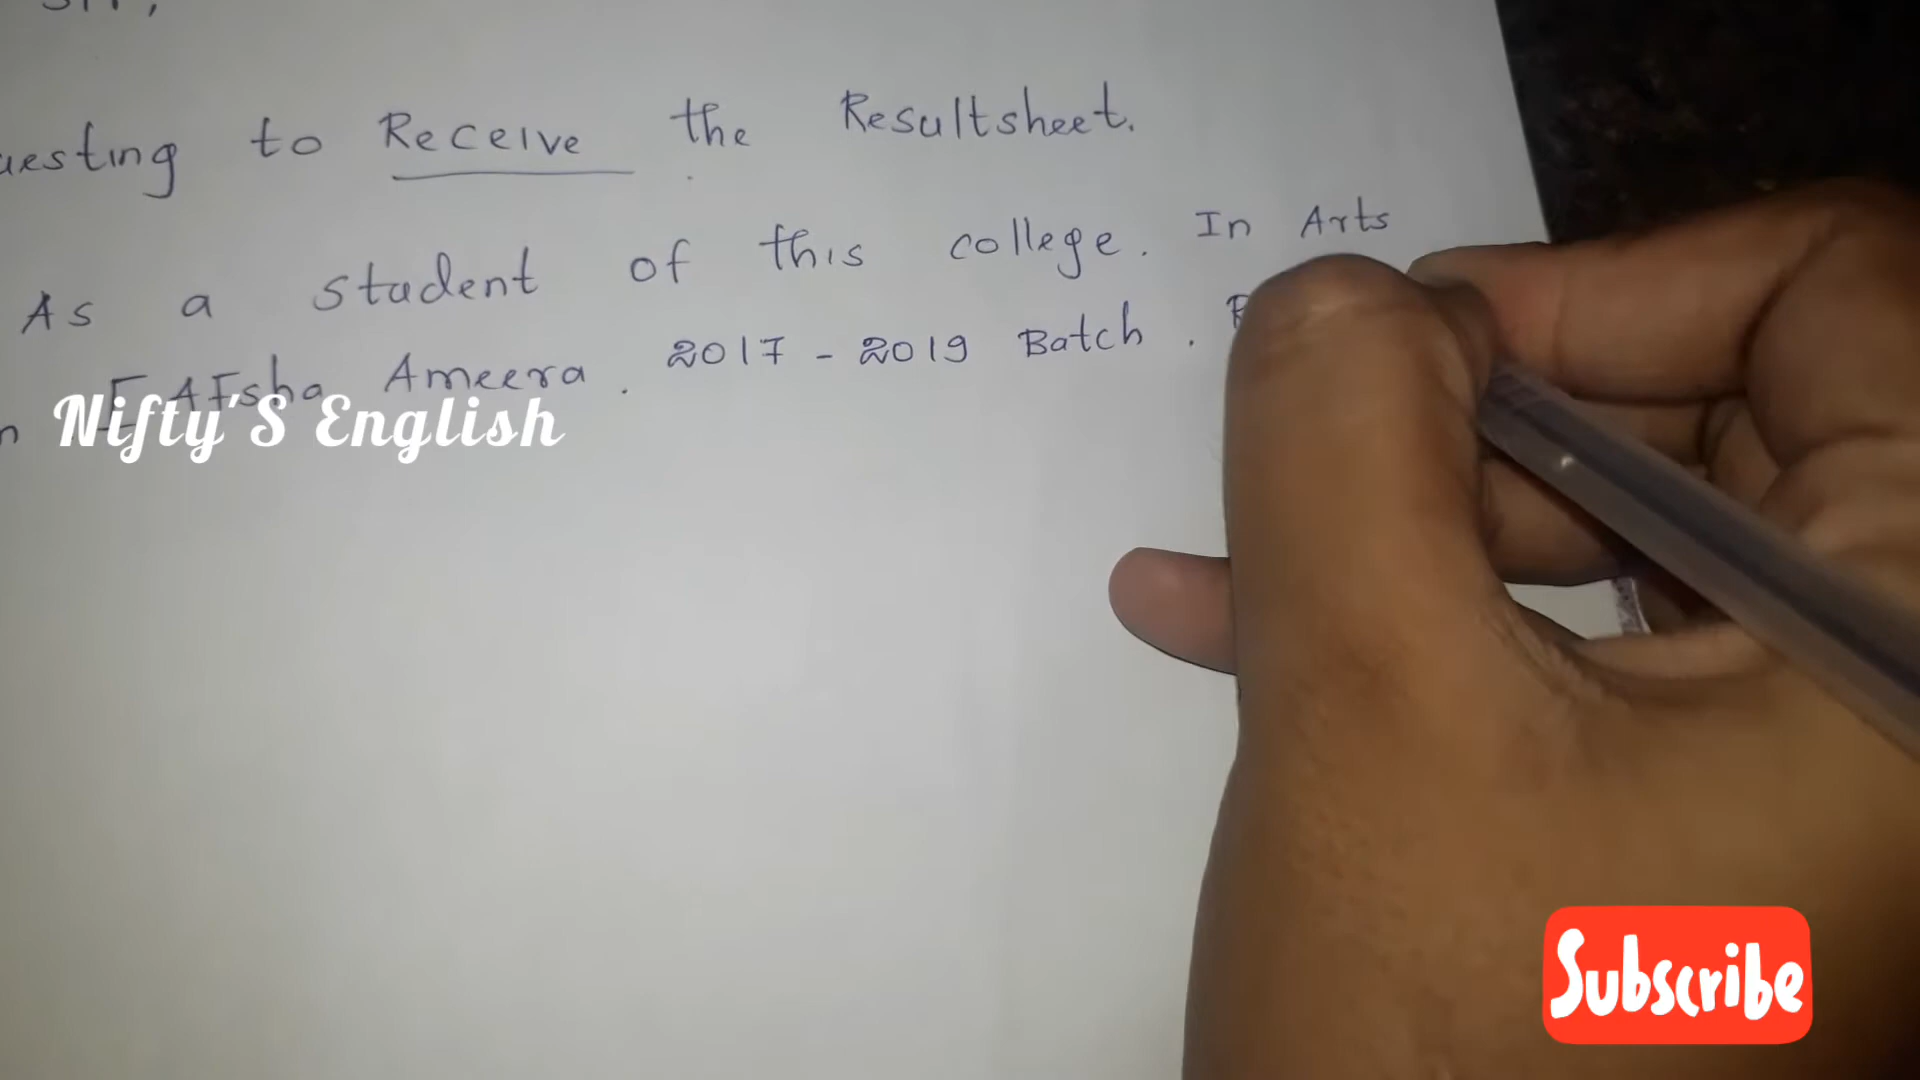 to Receive the Resultsheet.
As a student of this college. In Arts
Afsha Ameera. 2017 - 2019 Batch.
Nifty'S English
Subscribe